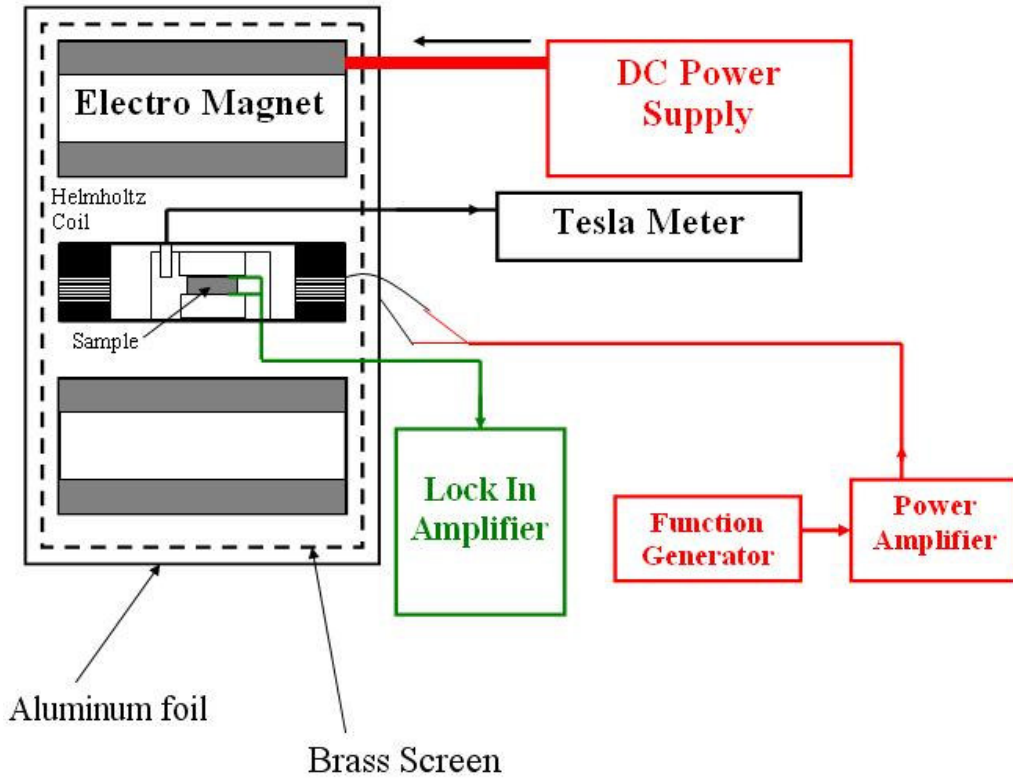 Electro Magnet
DC Power
Supply
Helmholtz
Coil
Tesla Meter
Sample
Lock In
Amplifier
Function
Generator
Power
Amplifier
Aluminum foil
Brass Screen